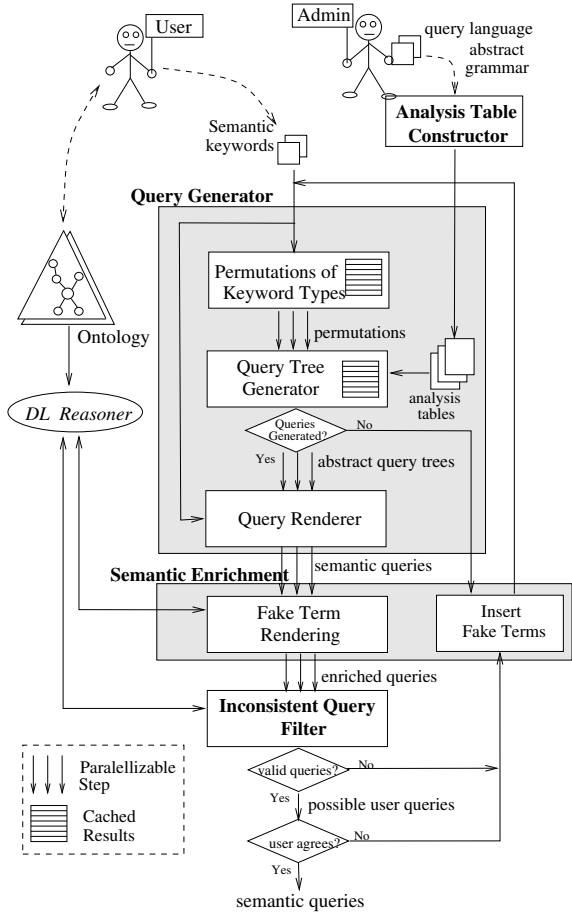 User
Admin
query language
abstract
grammar
Analysis Table
Constructor
Semantic
keywords
Query Generator
Permutations of
Keyword Types
permutations
Ontology
Query Tree
Generator
analysis
tables
DL Reasoner
Queries
Generated?
No
Yes
abstract query trees
Query Renderer
semantic queries
Semantic Enrichment
Fake Term
Rendering
Insert
Fake Terms
enriched queries
Inconsistent Query
Filter
valid queries?
No
Yes
possible user queries
user agrees?
No
Yes
semantic queries
Paralellizable
Step
Cached
Results